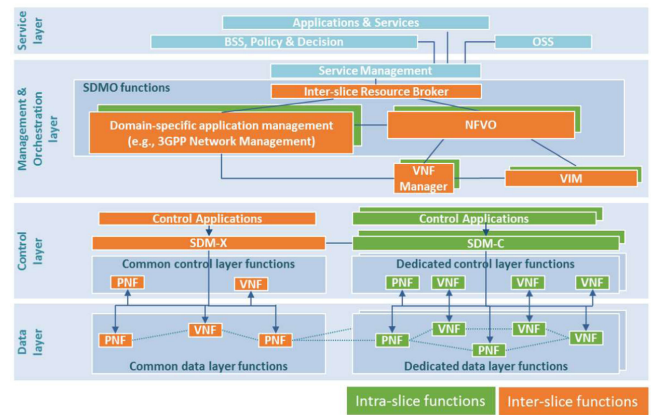 Service
layer
Applications & Services
BSS, Policy & Decision
OSS
Management &
Orchestration
layer
Service Management
SDMO functions
Inter-slice Resource Broker
Domain-specific application management
(e.g., 3GPP Network Management)
NFVO
VNF
Manager
VIM
Control
layer
Control Applications
Control Applications
SDM-X
SDM-C
Common control layer functions
Dedicated control layer functions
PNF
VNF
PNF
VNF
VNF
VNF
Data
layer
PNF
VNF
PNF
PNF
VNF
PNF
VNF
VNF
Common data layer functions
Dedicated data layer functions
Intra-slice functions
Inter-slice functions